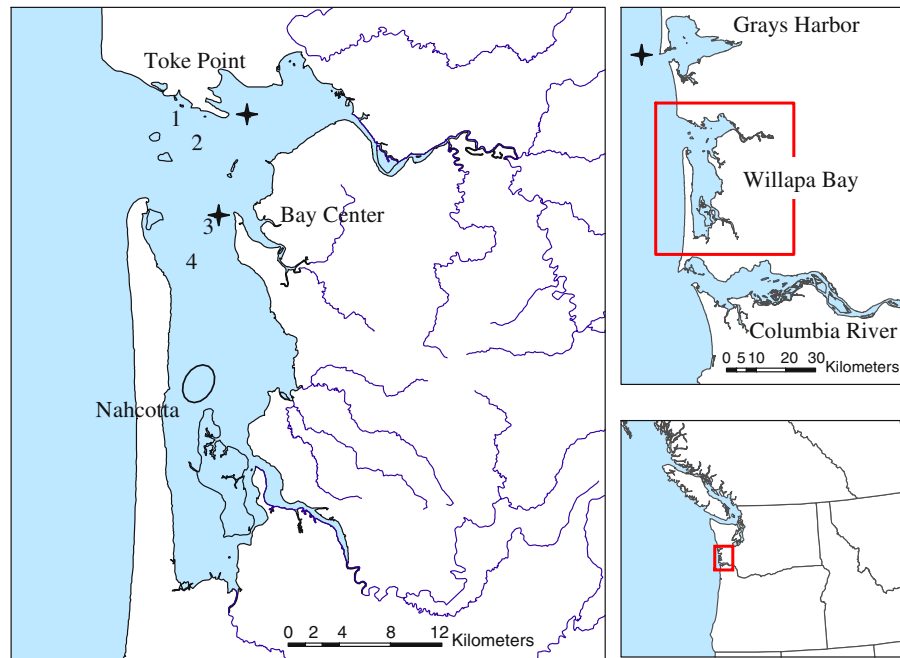 Toke Point
1
2
3
Bay Center
4
Nahcotta
0 2 4 8 12
Kilometers
Grays Harbor
Willapa Bay
Columbia River
0 5 10 20 30
Kilometers